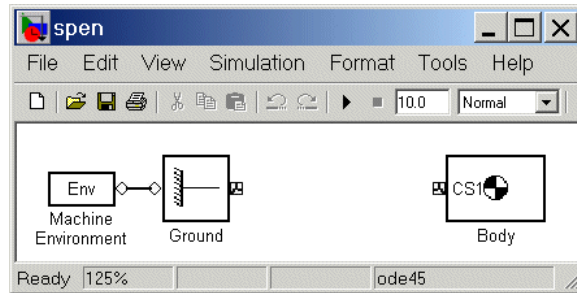 spen
File Edit View Simulation Format Tools Help
10.0 Normal
Env
CS1
Machine
Environment
Ground
Body
Ready 125% ode45